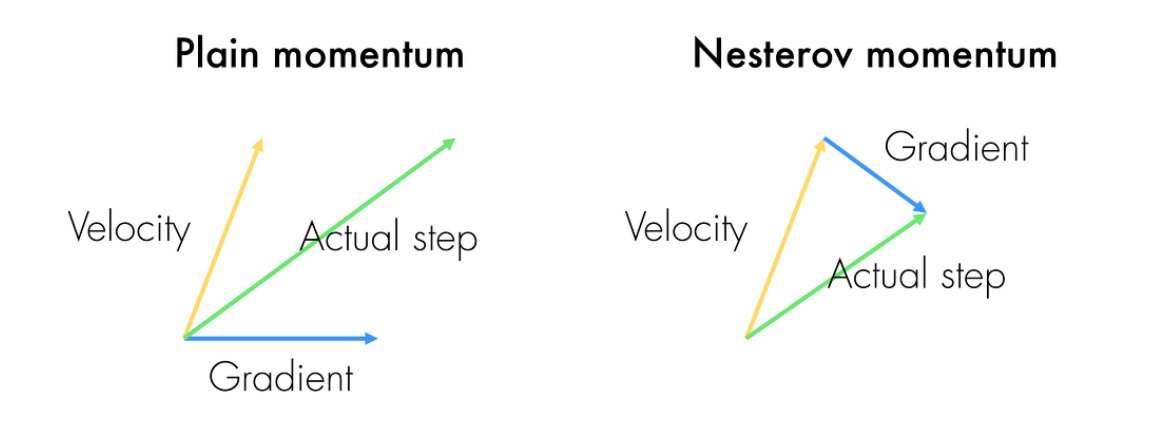 Plain momentum
Velocity
Actual step
Gradient
Nesterov momentum
Gradient
Velocity
Actual step